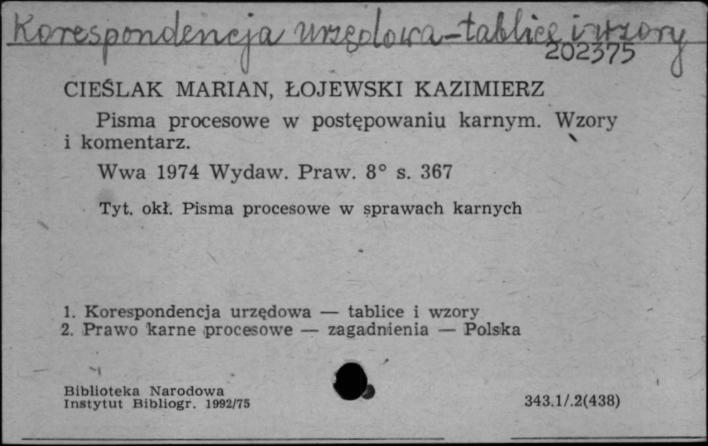 Korespondencja urzędowa - tablice i wzory
202375
CIEŚLAK MARIAN, ŁOJEWSKI KAZIMIERZ
Pisma procesowe w postępowaniu karnym. Wzory
i komentarz.
Wwa 1974 Wydaw. Praw. 8° s. 367
Tyt. okł. Pisma procesowe w sprawach karnych
1. Korespondencja urzędowa — tablice i wzory
2. Prawo karne procesowe — zagadnienia — Polska
Biblioteka Narodowa
Instytut Bibliogr. 1992/75
343.1/.2(438)